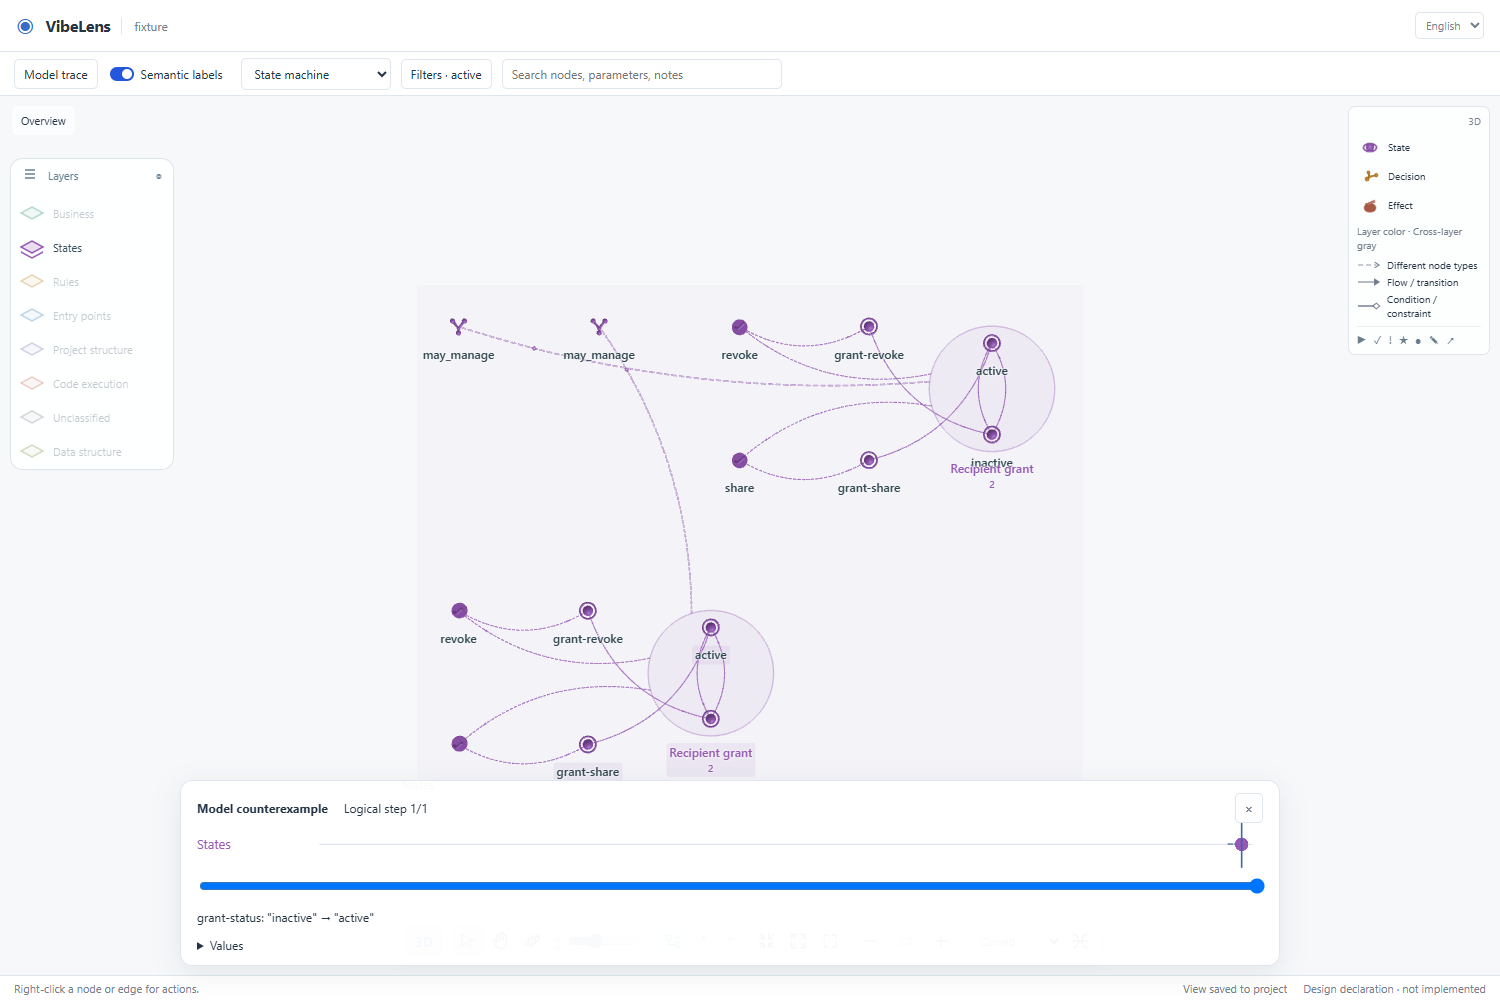 VibeLens
fixture
English
Model trace
Semantic labels
State machine
Filters · active
Search nodes, parameters, notes
Overview
Layers
Business
States
Rules
Entry points
Project structure
Code execution
Unclassified
Data structure
3D
State
Decision
Effect
Layer color · Cross-layer
gray
Different node types
Flow / transition
Condition /
constraint
may_manage
may_manage
revoke
grant-revoke
active
inactive
Recipient grant
2
share
grant-share
revoke
grant-revoke
active
Recipient grant
2
grant-share
Model counterexample
Logical step 1/1
×
States
grant-status: "inactive" → "active"
Values
Right-click a node or edge for actions.
View saved to project
Design declaration · not implemented